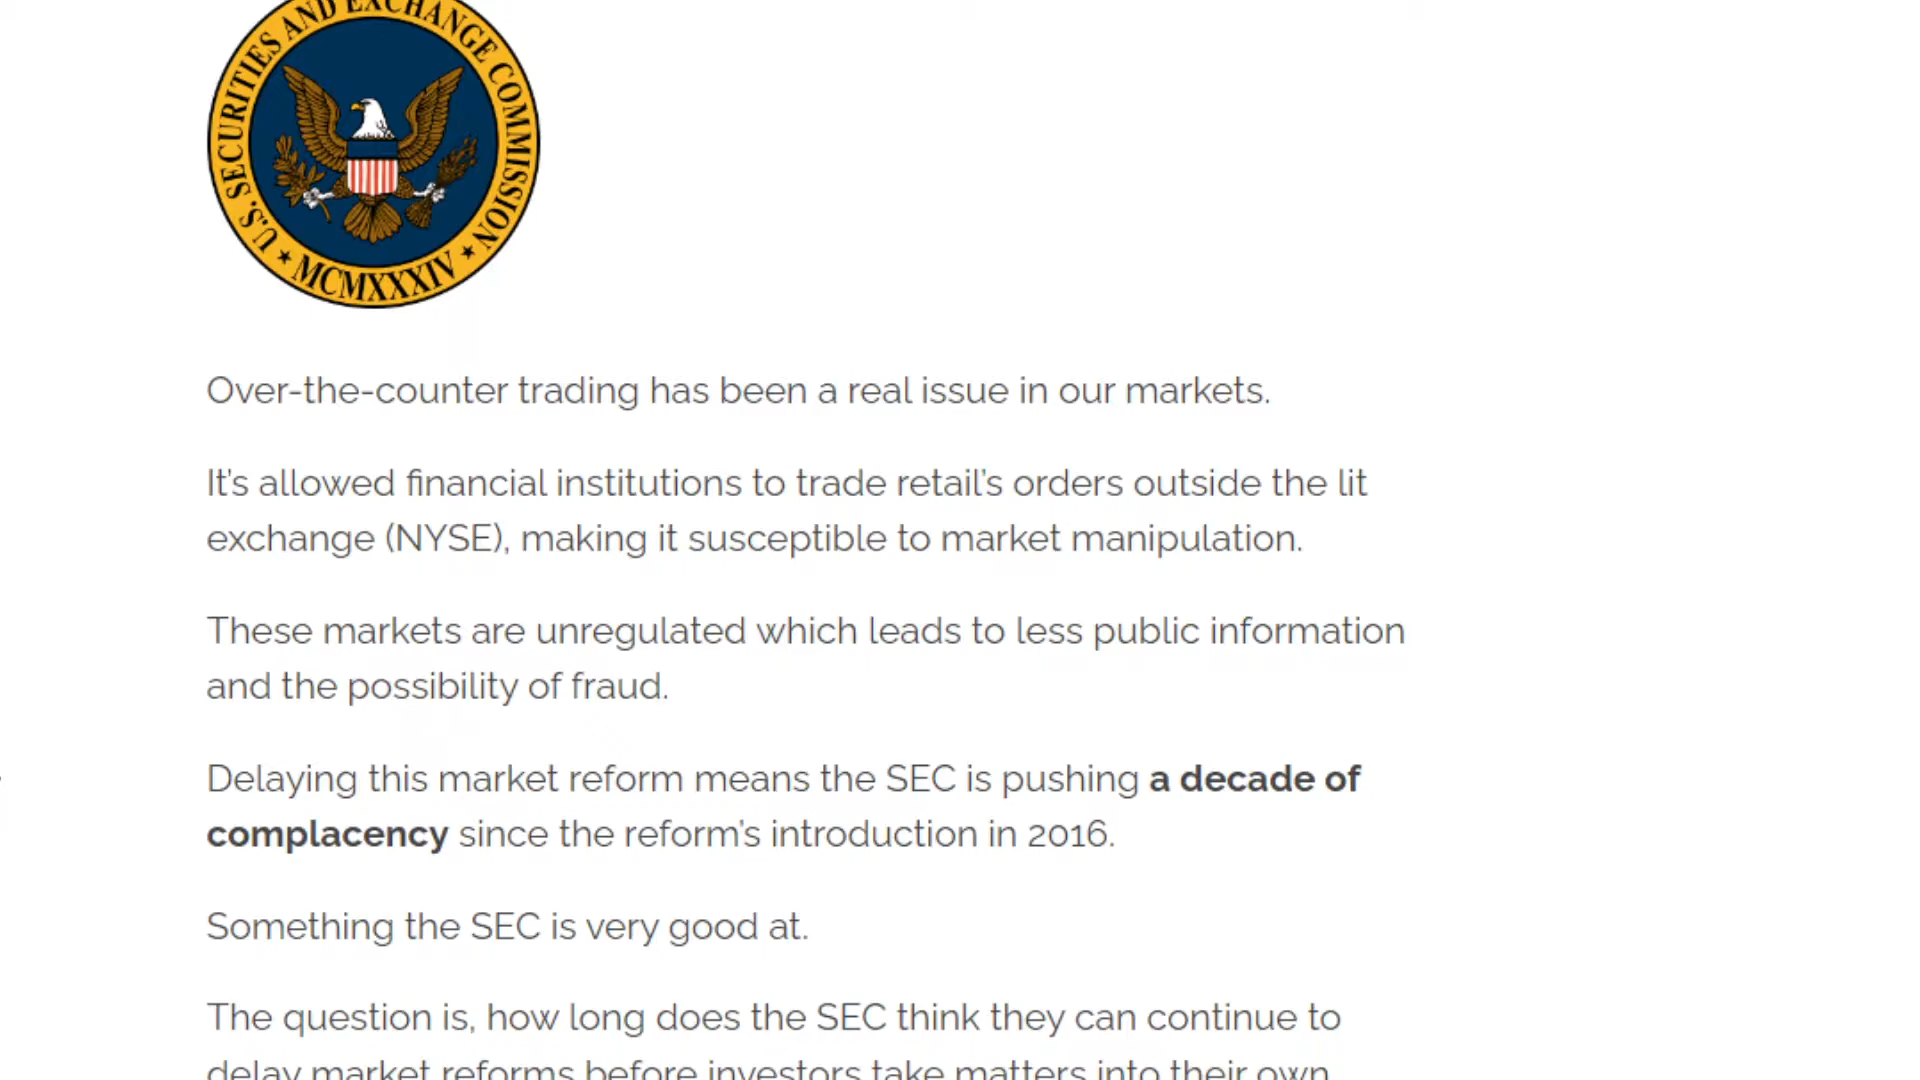 U.S. SECURITIES AND EXCHANGE COMMISSION
MCMXXXIV
Over-the-counter trading has been a real issue in our markets.
It's allowed financial institutions to trade retail's orders outside the lit
exchange (NYSE), making it susceptible to market manipulation.
These markets are unregulated which leads to less public information
and the possibility of fraud.
Delaying this market reform means the SEC is pushing a decade of
complacency since the reform's introduction in 2016.
Something the SEC is very good at.
The question is, how long does the SEC think they can continue to
delay market reforms before investors take matters into their own